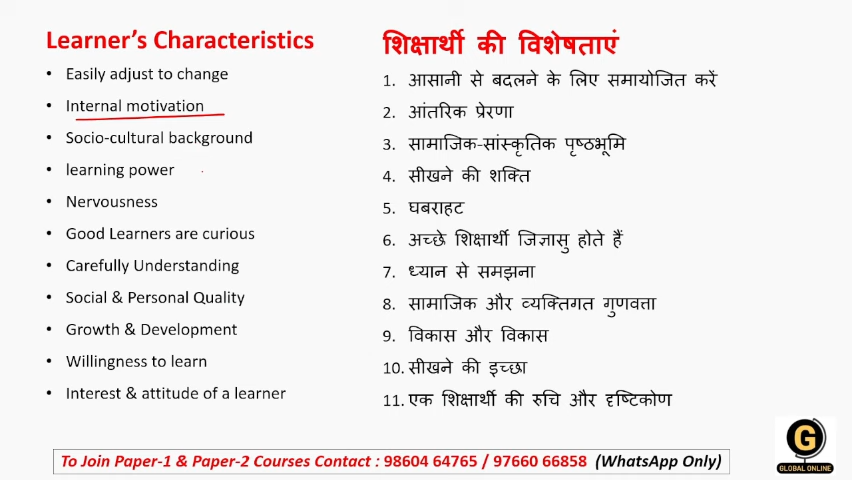 Learner's Characteristics
• Easily adjust to change
• Internal motivation
• Socio-cultural background
• learning power
• Nervousness
• Good Learners are curious
• Carefully Understanding
• Social & Personal Quality
• Growth & Development
• Willingness to learn
• Interest & attitude of a learner
शिक्षार्थी की विशेषताएं
1. आसानी से बदलने के लिए समायोजित करें
2. आंतरिक प्रेरणा
3. सामाजिक-सांस्कृतिक पृष्ठभूमि
4. सीखने की शक्ति
5. घबराहट
6. अच्छे शिक्षार्थी जिज्ञासु होते हैं
7. ध्यान से समझना
8. सामाजिक और व्यक्तिगत गुणवत्ता
9. विकास और विकास
10. सीखने की इच्छा
11. एक शिक्षार्थी की रुचि और दृष्टिकोण
To Join Paper-1 & Paper-2 Courses Contact : 98604 64765 / 97660 66858 (WhatsApp Only)
G
GLOBAL ONLINE